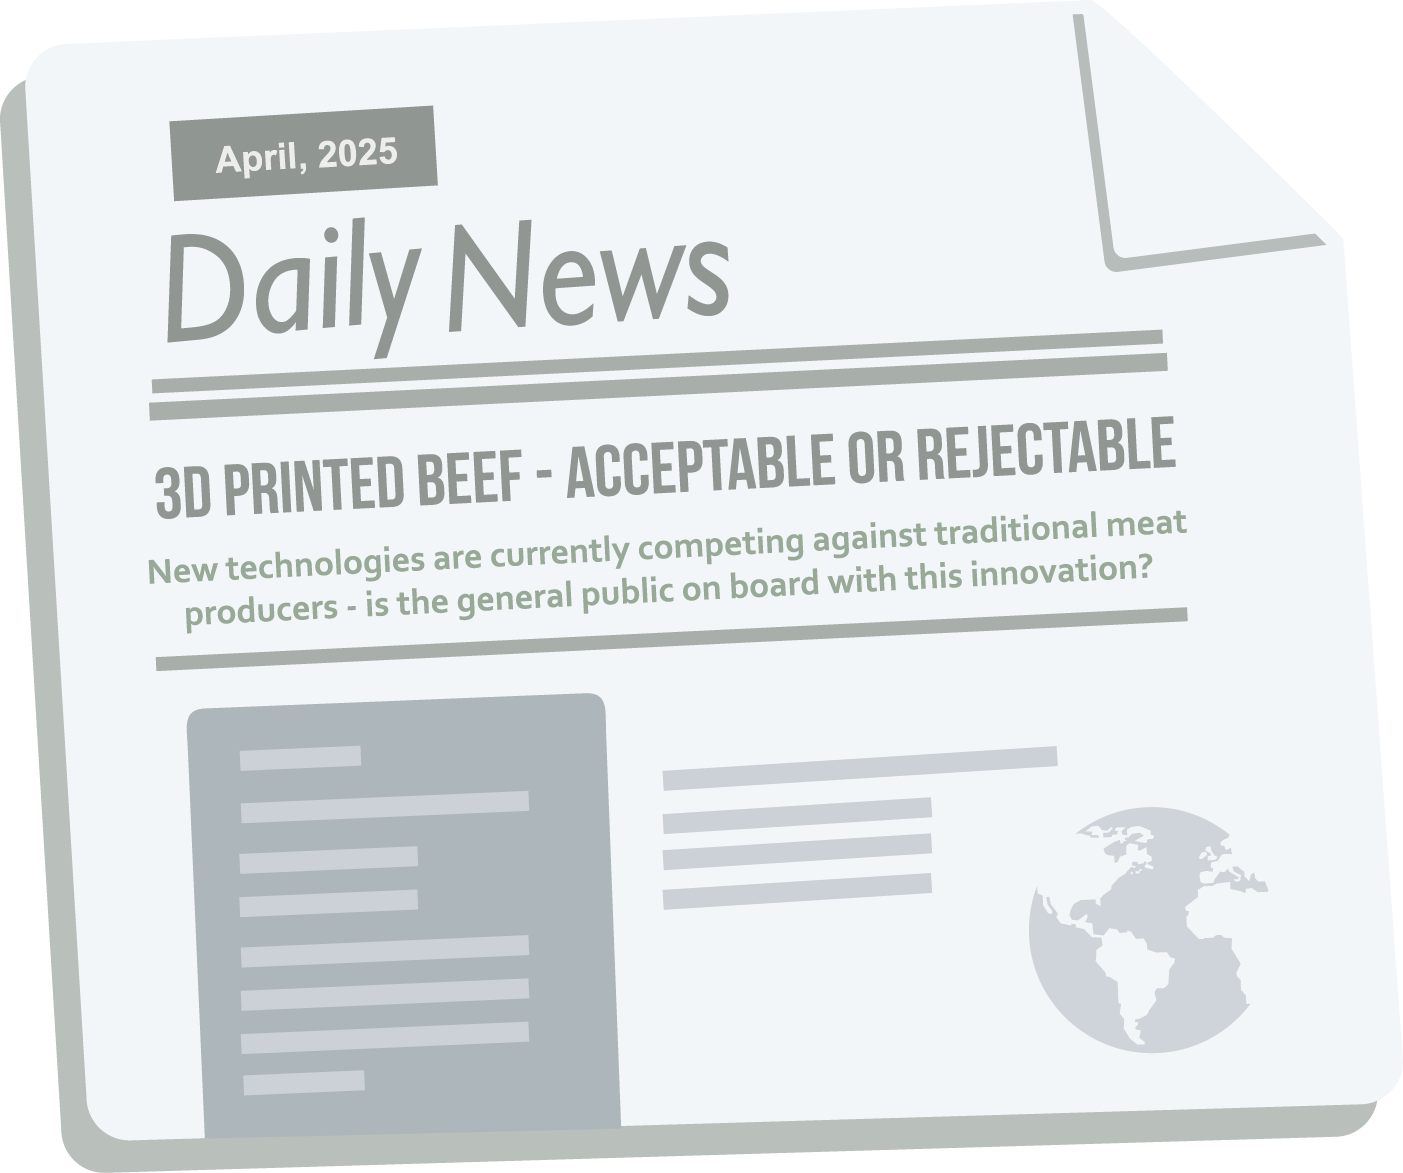 April, 2025
Daily News
3D PRINTED BEEF - ACCEPTABLE OR REJECTABLE
New technologies are currently competing against traditional meat
producers - is the general public on board with this innovation?